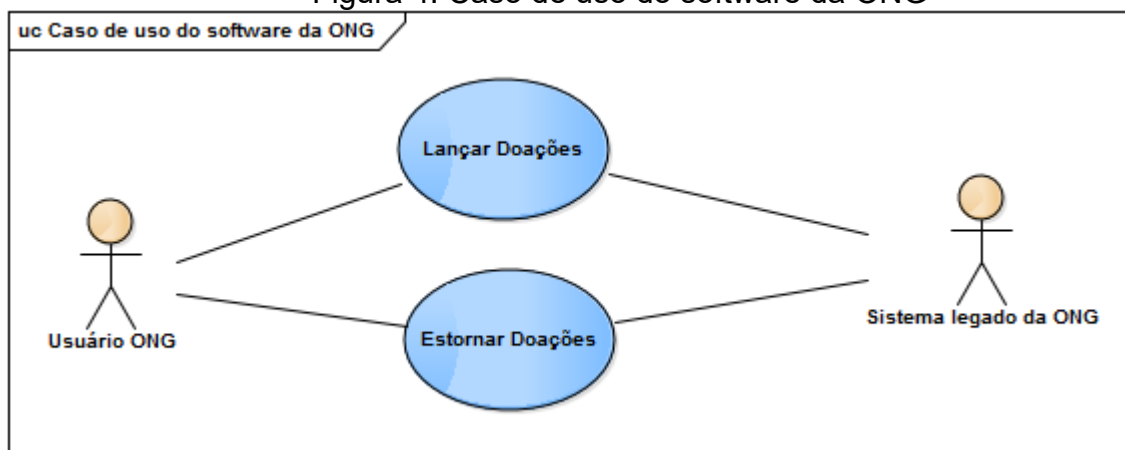 Figura 4: Caso de uso do software da ONG
uc Caso de uso do software da ONG
Lançar Doações
Usuário ONG
Estornar Doações
Sistema legado da ONG